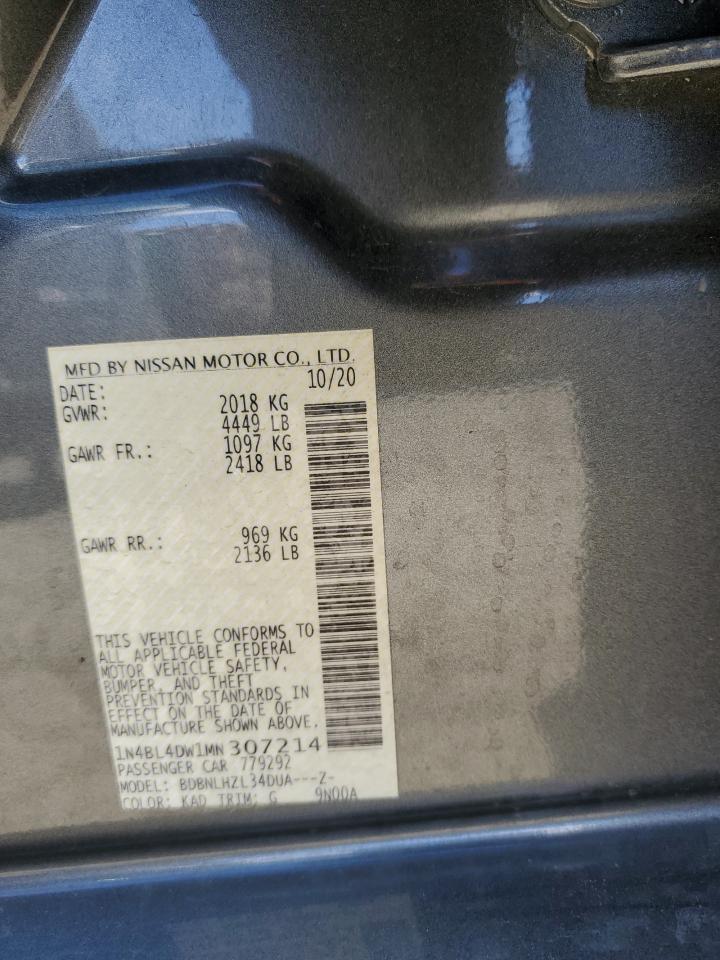 MFD BY NISSAN MOTOR CO., LTD.
DATE: 10/20
GVWR: 2018 KG
4449 LB
GAWR FR.: 1097 KG
2418 LB
GAWR RR.: 969 KG
2136 LB
THIS VEHICLE CONFORMS TO
ALL APPLICABLE FEDERAL
MOTOR VEHICLE SAFETY,
BUMPER, AND THEFT
PREVENTION STANDARDS IN
EFFECT ON THE DATE OF
MANUFACTURE SHOWN ABOVE.
1N4BL4DW1MN 307214
PASSENGER CAR 779292
MODEL: BDBNLHZL34DUA---Z-
COLOR: KAD TRIM: G 9N00A